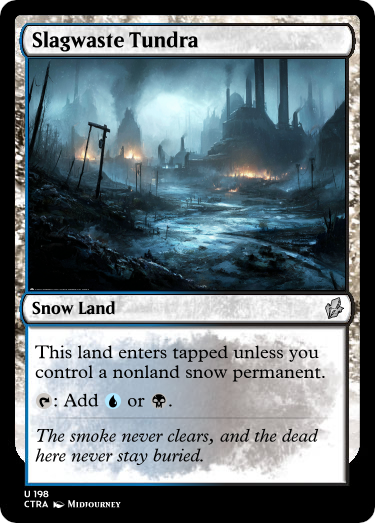 Slagwaste Tundra
Snow Land
This land enters tapped unless you
control a nonland snow permanent.
: Add or .
The smoke never clears, and the dead
here never stay buried.
U 198
CTRA Midjourney